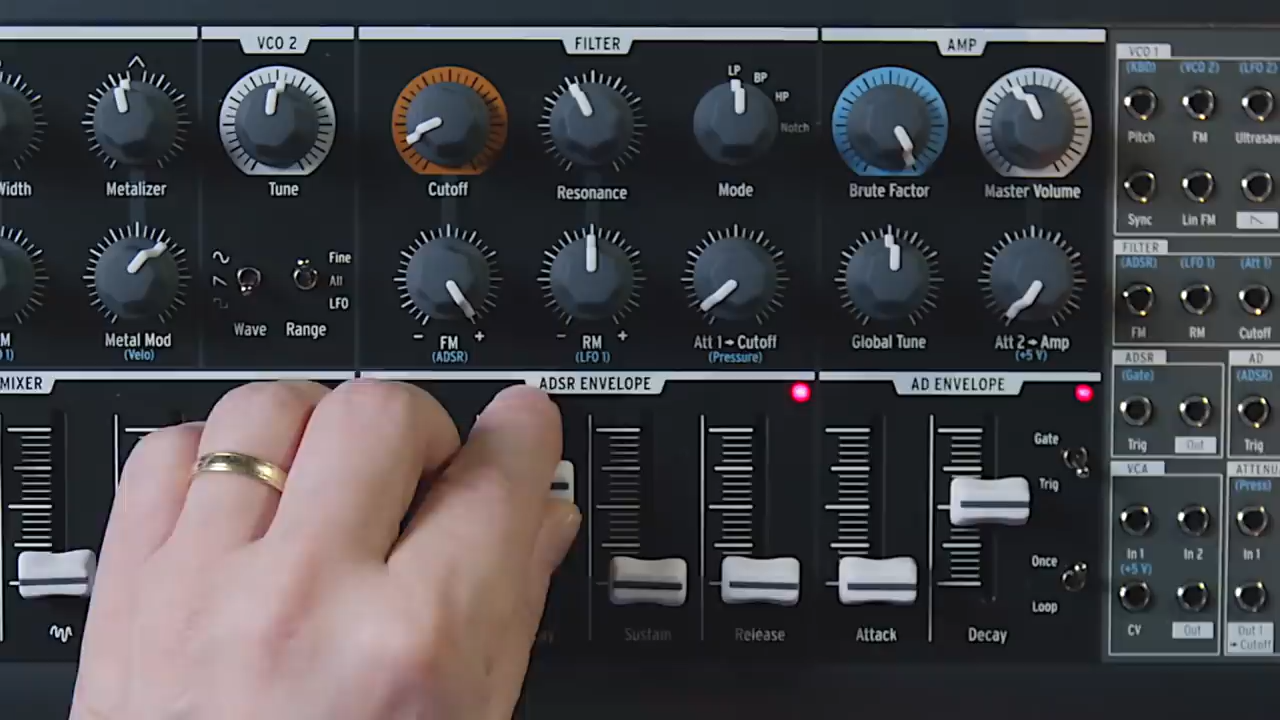 VCO 2
FILTER
AMP
VCO 1
(KBD) (VCO 2) (LFO 2)
LP
BP
HP
Notch
Pitch FM Ultrasaw
Width
Metalizer
Tune
Cutoff
Resonance
Mode
Brute Factor
Master Volume
Sync Lin FM
FILTER
(ADSR) (LFO 1) (Att 1)
Fine
All
LFO
Wave
Range
FM RM Cutoff
M
1)
Metal Mod
(Velo)
− FM +
(ADSR)
− RM +
(LFO 1)
Att 1→Cutoff
(Pressure)
Global Tune
Att 2→Amp
(+5 V)
MIXER
ADSR ENVELOPE
AD ENVELOPE
ADSR
AD
(Gate)
(ADSR)
Gate
Trig
Once
Loop
Trig Out
Trig
VCA
ATTENU
(Press)
In 1 In 2
In 1
(+5 V)
CV Out
Out 1
→Cutoff
ay
Sustain
Release
Attack
Decay